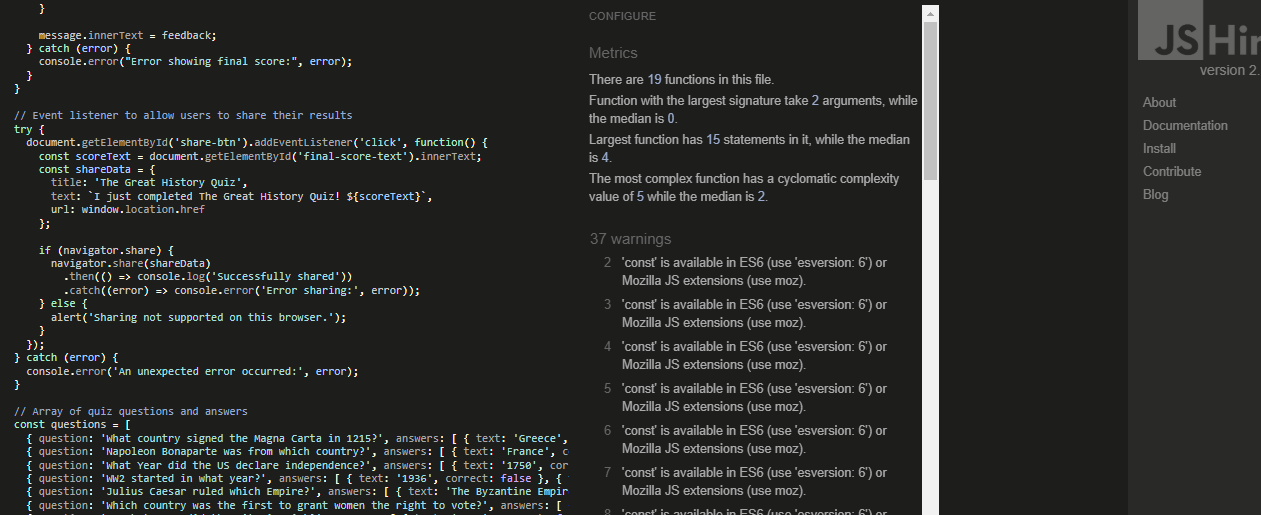 }
message.innerText = feedback;
} catch (error) {
console.error("Error showing final score:", error);
}
}
// Event listener to allow users to share their results
try {
document.getElementById('share-btn').addEventListener('click', function() {
const scoreText = document.getElementById('final-score-text').innerText;
const shareData = {
title: 'The Great History Quiz',
text: `I just completed The Great History Quiz! ${scoreText}`,
url: window.location.href
};
if (navigator.share) {
navigator.share(shareData)
.then(() => console.log('Successfully shared'))
.catch((error) => console.error('Error sharing:', error));
} else {
alert('Sharing not supported on this browser.');
}
});
} catch (error) {
console.error('An unexpected error occurred:', error);
}
// Array of quiz questions and answers
const questions = [
{ question: 'What country signed the Magna Carta in 1215?', answers: [ { text: 'Greece',
{ question: 'Napoleon Bonaparte was from which country?', answers: [ { text: 'France', c
{ question: 'What Year did the US declare independence?', answers: [ { text: '1750', cor
{ question: 'WW2 started in what year?', answers: [ { text: '1936', correct: false }, {
{ question: 'Julius Caesar ruled which Empire?', answers: [ { text: 'The Byzantine Empir
{ question: 'Which country was the first to grant women the right to vote?', answers: [
CONFIGURE
Metrics
There are 19 functions in this file.
Function with the largest signature take 2 arguments, while
the median is 0.
Largest function has 15 statements in it, while the median
is 4.
The most complex function has a cyclomatic complexity
value of 5 while the median is 2.
37 warnings
2 'const' is available in ES6 (use 'esversion: 6') or
Mozilla JS extensions (use moz).
3 'const' is available in ES6 (use 'esversion: 6') or
Mozilla JS extensions (use moz).
4 'const' is available in ES6 (use 'esversion: 6') or
Mozilla JS extensions (use moz).
5 'const' is available in ES6 (use 'esversion: 6') or
Mozilla JS extensions (use moz).
6 'const' is available in ES6 (use 'esversion: 6') or
Mozilla JS extensions (use moz).
7 'const' is available in ES6 (use 'esversion: 6') or
Mozilla JS extensions (use moz).
8 'const' is available in ES6 (use 'esversion: 6') or
JSHin
version 2.
About
Documentation
Install
Contribute
Blog